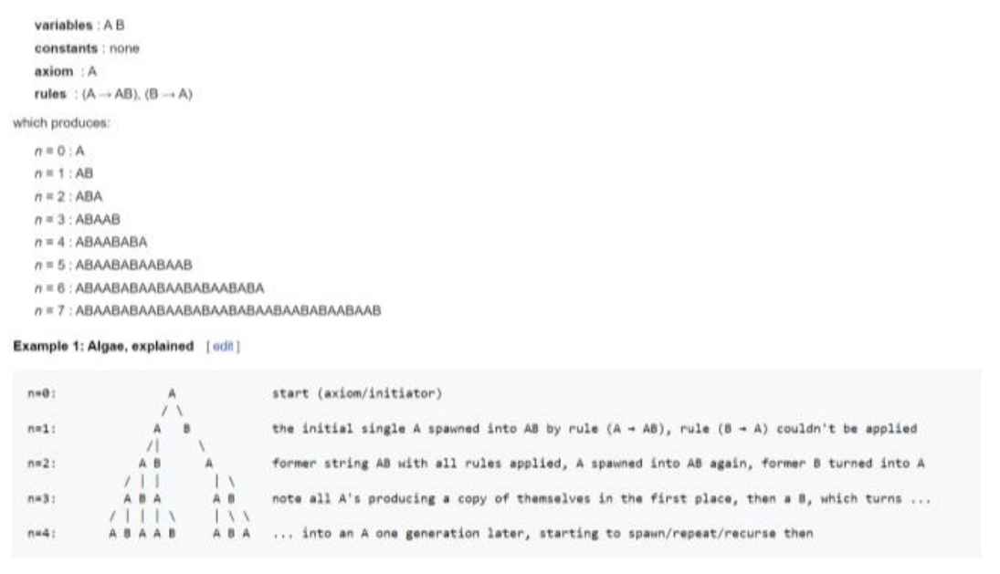 variables : A B
constants : none
axiom : A
rules : (A → AB), (B → A)
which produces:
n = 0 : A
n = 1 : AB
n = 2 : ABA
n = 3 : ABAAB
n = 4 : ABAABABA
n = 5 : ABAABABAABAAB
n = 6 : ABAABABAABAABABAABABA
n = 7 : ABAABABAABAABABAABABAABAABABAABAAB
Example 1: Algae, explained [ edit ]
n=0: A start (axiom/initiator)
/ \
n=1: A B the initial single A spawned into AB by rule (A → AB), rule (B → A) couldn't be applied
/| \
n=2: A B A former string AB with all rules applied, A spawned into AB again, former B turned into A
/ | | | \
n=3: A B A A B note all A's producing a copy of themselves in the first place, then a B, which turns ...
/ | | | \ | \ \
n=4: A B A A B A B A ... into an A one generation later, starting to spawn/repeat/recurse then